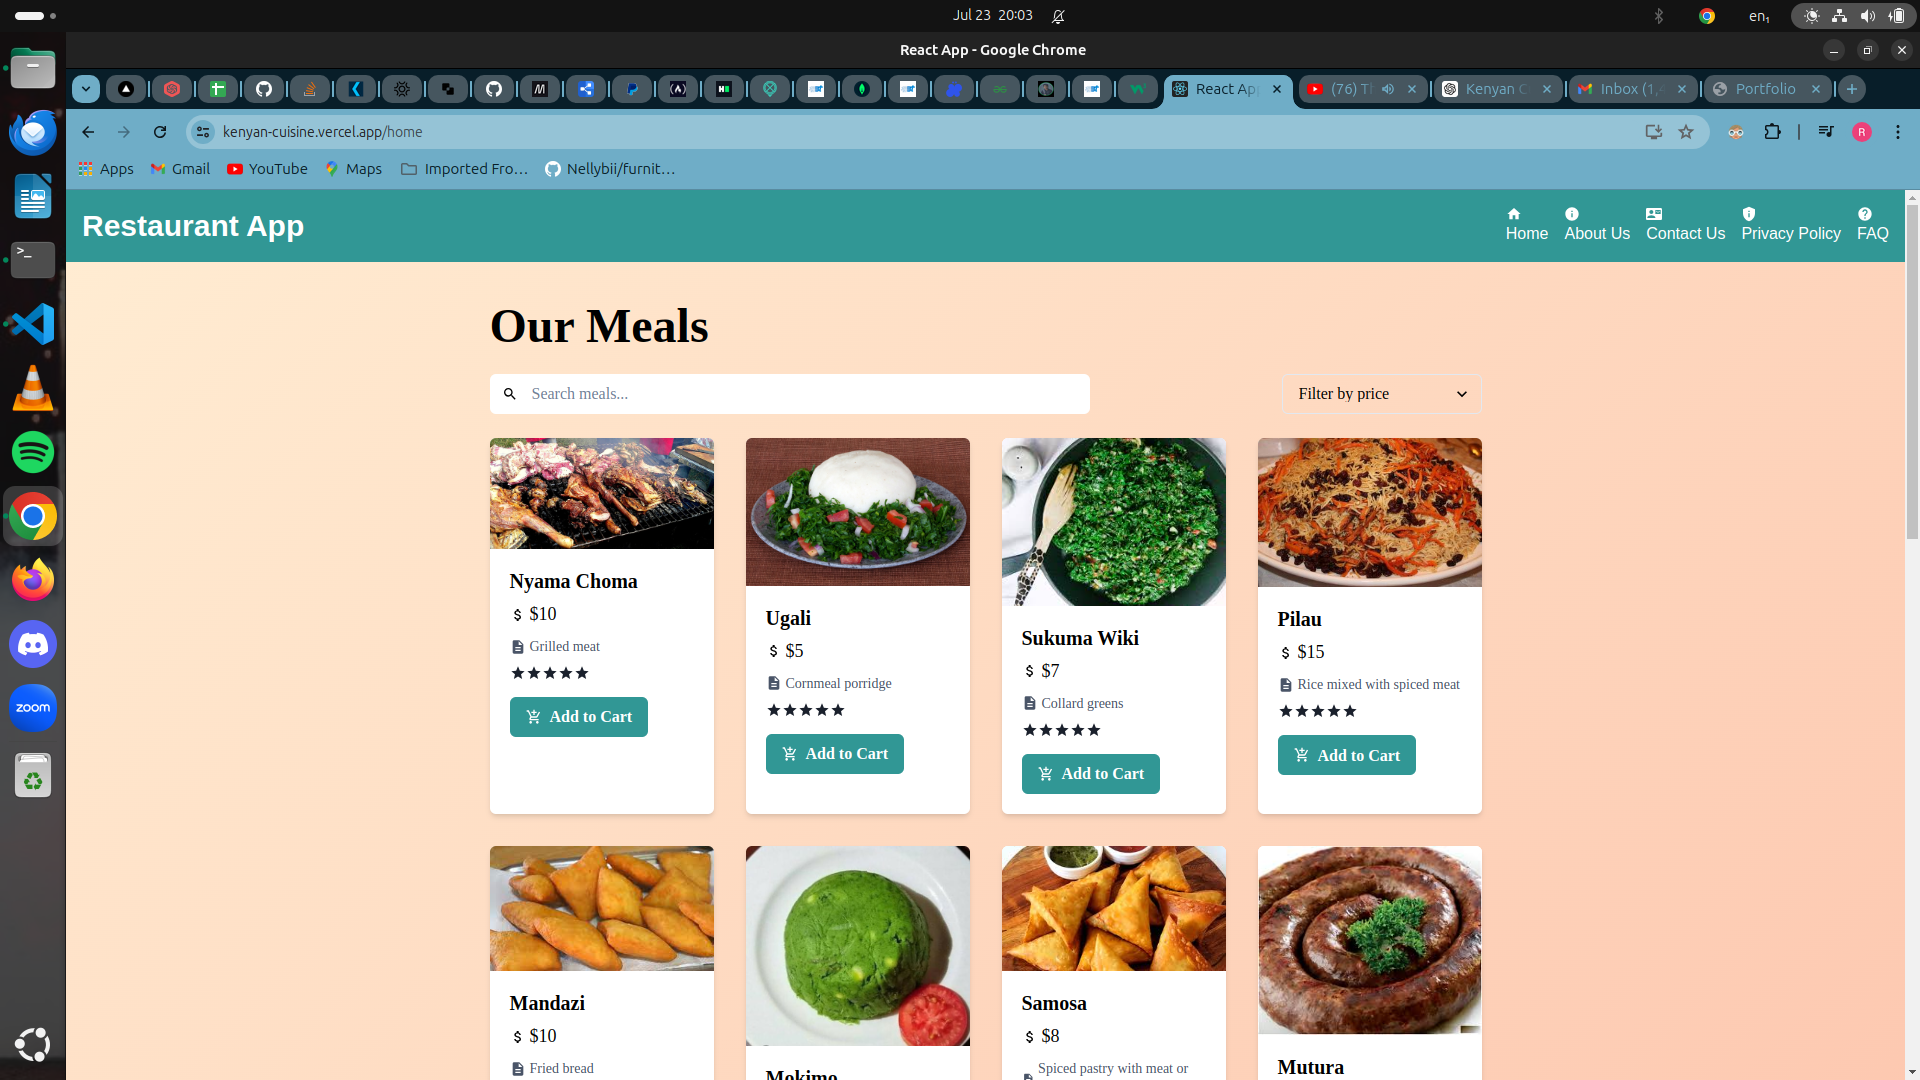 Jul 23 20:03
en₁
React App - Google Chrome
React App
(76) Th
Kenyan C
Inbox (1,4
Portfolio
kenyan-cuisine.vercel.app/home
R
Apps
Gmail
YouTube
Maps
Imported Fro...
Nellybii/furnit...
Restaurant App
Home
About Us
Contact Us
Privacy Policy
FAQ
Our Meals
Search meals...
Filter by price
Nyama Choma
$ $10
Grilled meat
★★★★★
Add to Cart
Ugali
$ $5
Cornmeal porridge
★★★★★
Add to Cart
Sukuma Wiki
$ $7
Collard greens
★★★★★
Add to Cart
Pilau
$ $15
Rice mixed with spiced meat
★★★★★
Add to Cart
Mandazi
$ $10
Fried bread
Mokimo
Samosa
$ $8
Spiced pastry with meat or
Mutura
zoom